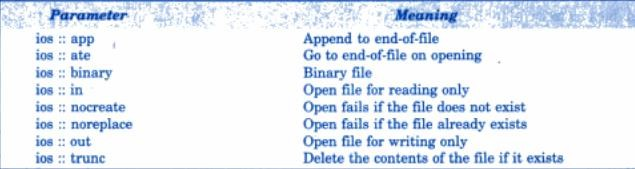 Parameter Meaning
ios :: app Append to end-of-file
ios :: ate Go to end-of-file on opening
ios :: binary Binary file
ios :: in Open file for reading only
ios :: nocreate Open fails if the file does not exist
ios :: noreplace Open fails if the file already exists
ios :: out Open file for writing only
ios :: trunc Delete the contents of the file if it exists